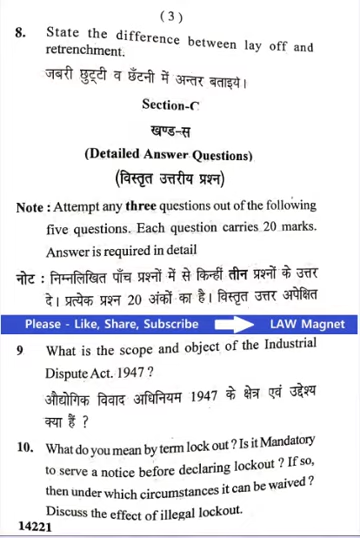 ( 3 )
8. State the difference between lay off and
retrenchment.
जबरी छुट्टी व छँटनी में अन्तर बताइये।
Section-C
खण्ड-स
(Detailed Answer Questions)
(विस्तृत उत्तरीय प्रश्न)
Note : Attempt any three questions out of the following
five questions. Each question carries 20 marks.
Answer is required in detail
नोट : निम्नलिखित पाँच प्रश्नों में से किन्हीं तीन प्रश्नों के उत्तर
दे। प्रत्येक प्रश्न 20 अंकों का है। विस्तृत उत्तर अपेक्षित
Please - Like, Share, Subscribe LAW Magnet
9 What is the scope and object of the Industrial
Dispute Act. 1947 ?
औद्योगिक विवाद अधिनियम 1947 के क्षेत्र एवं उद्देश्य
क्या हैं ?
10. What do you mean by term lock out ? Is it Mandatory
to serve a notice before declaring lockout ? If so,
then under which circumstances it can be waived ?
Discuss the effect of illegal lockout.
14221